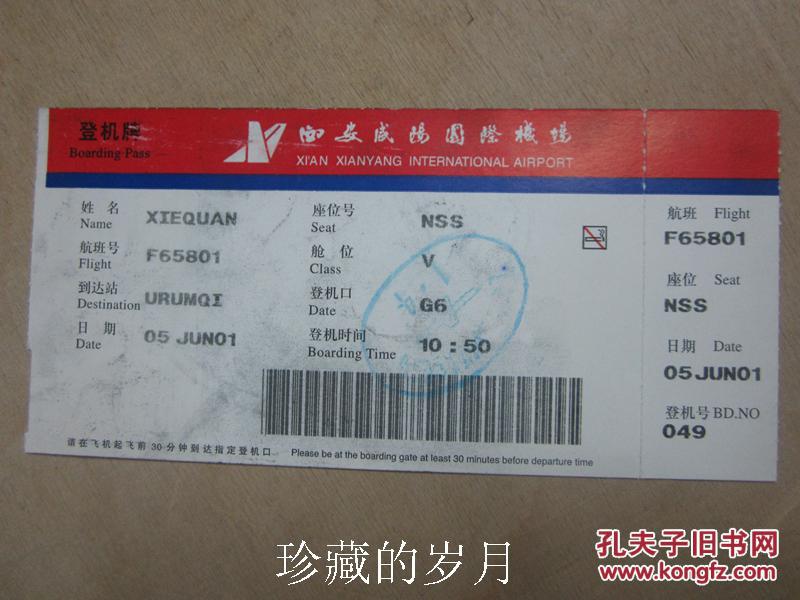 登机牌
Boarding Pass
西安咸陽國際機場
XI'AN XIANYANG INTERNATIONAL AIRPORT
姓 名 XIEQUAN
Name
航班号 F65801
Flight
到达站 URUMQI
Destination
日 期 05 JUN01
Date
座位号 NSS
Seat
舱 位 V
Class
登机口 G6
Date
登机时间 10:50
Boarding Time
请在飞机起飞前30分钟到达指定登机口 Please be at the boarding gate at least 30 minutes before departure time
航班 Flight
F65801
座位 Seat
NSS
日期 Date
05JUN01
登机号 BD.NO
049
珍藏的岁月
孔夫子旧书网
www.kongfz.com